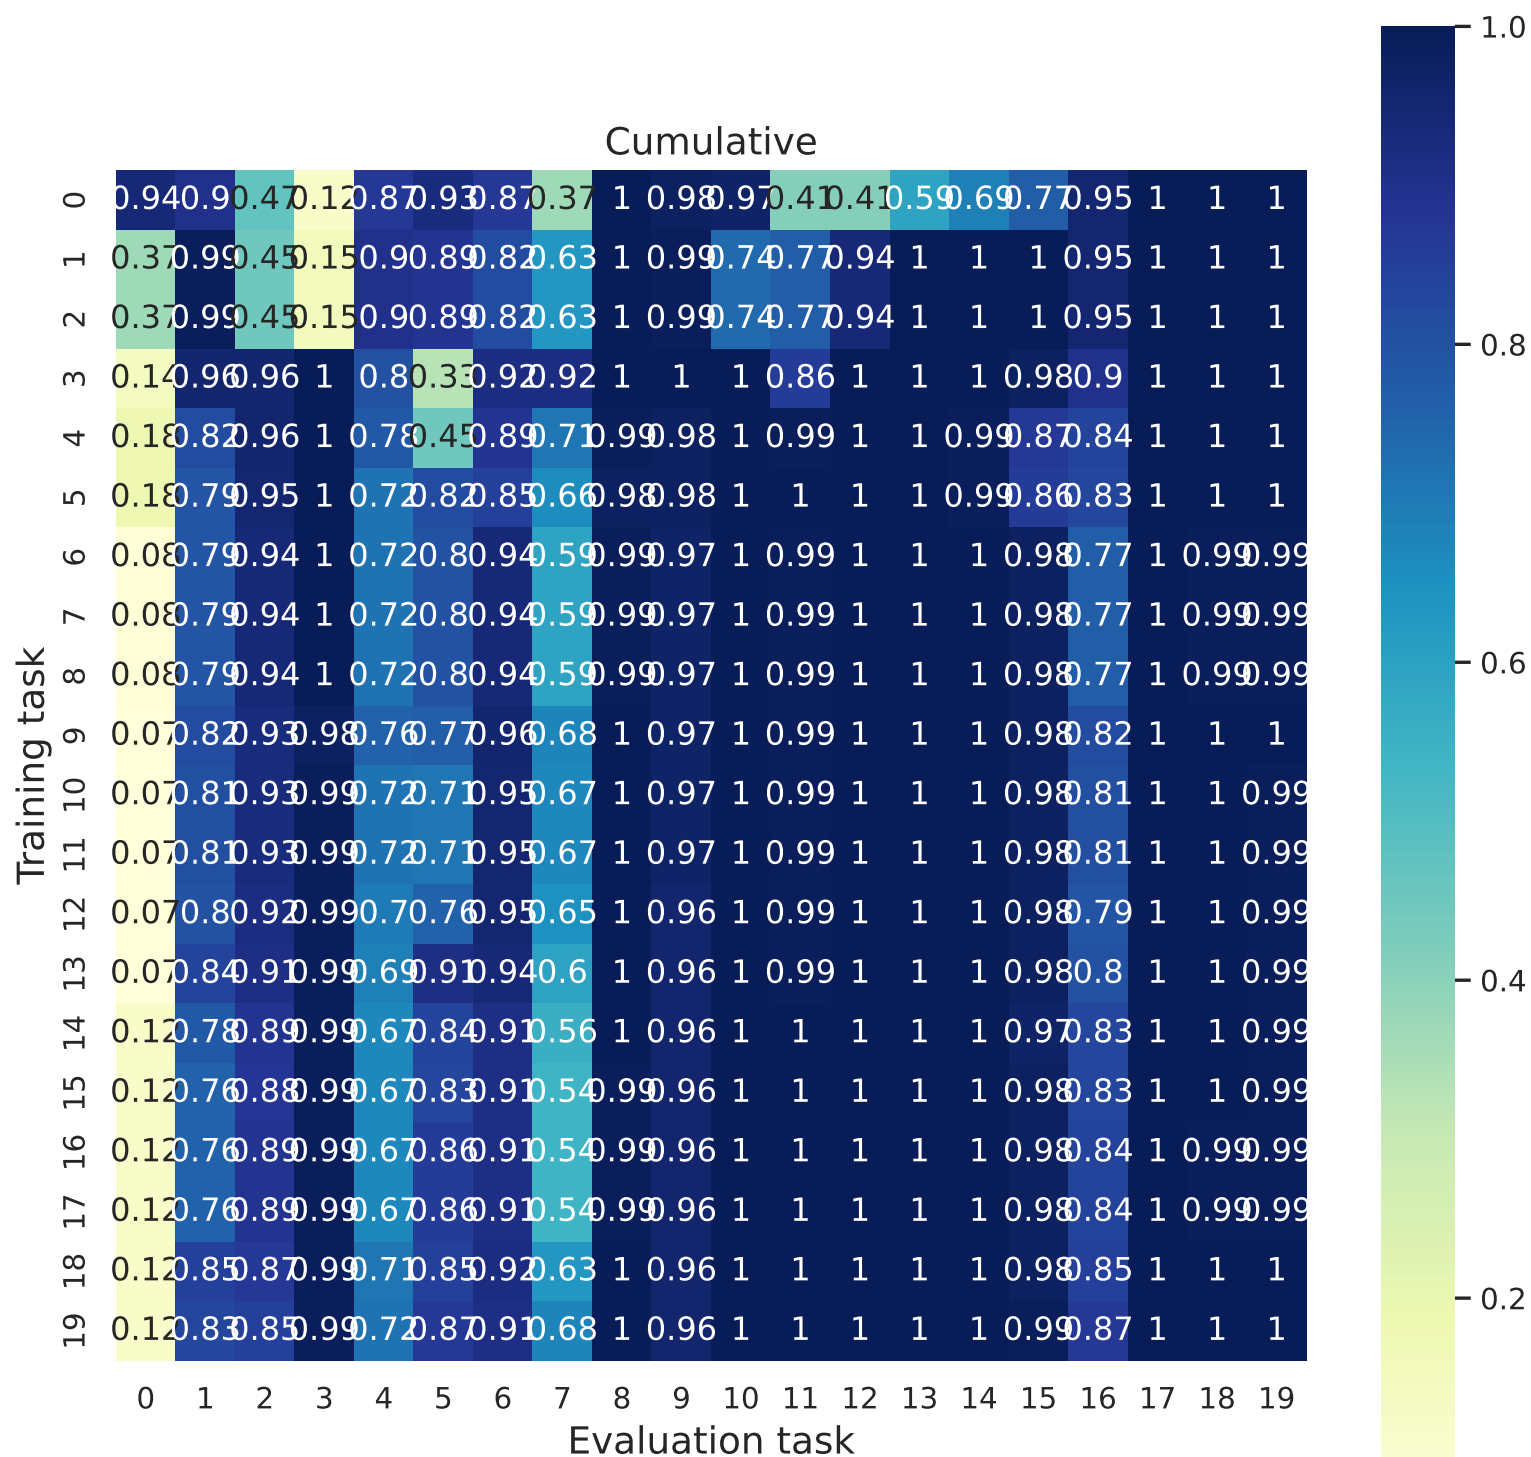 Cumulative
0 0.94 0.9 0.47 0.12 0.87 0.93 0.87 0.37 1 0.98 0.97 0.41 0.41 0.59 0.69 0.77 0.95 1 1 1
1 0.37 0.99 0.45 0.15 0.9 0.89 0.82 0.63 1 0.99 0.74 0.77 0.94 1 1 1 0.95 1 1 1
2 0.37 0.99 0.45 0.15 0.9 0.89 0.82 0.63 1 0.99 0.74 0.77 0.94 1 1 1 0.95 1 1 1
3 0.14 0.96 0.96 1 0.8 0.33 0.92 0.92 1 1 1 0.86 1 1 1 0.98 0.9 1 1 1
4 0.18 0.82 0.96 1 0.78 0.45 0.89 0.71 0.99 0.98 1 0.99 1 1 0.99 0.87 0.84 1 1 1
5 0.18 0.79 0.95 1 0.72 0.82 0.85 0.66 0.98 0.98 1 1 1 1 0.99 0.86 0.83 1 1 1
6 0.08 0.79 0.94 1 0.72 0.8 0.94 0.59 0.99 0.97 1 0.99 1 1 1 0.98 0.77 1 0.99 0.99
7 0.08 0.79 0.94 1 0.72 0.8 0.94 0.59 0.99 0.97 1 0.99 1 1 1 0.98 0.77 1 0.99 0.99
8 0.08 0.79 0.94 1 0.72 0.8 0.94 0.59 0.99 0.97 1 0.99 1 1 1 0.98 0.77 1 0.99 0.99
9 0.07 0.82 0.93 0.98 0.76 0.77 0.96 0.68 1 0.97 1 0.99 1 1 1 0.98 0.82 1 1 1
10 0.07 0.81 0.93 0.99 0.72 0.71 0.95 0.67 1 0.97 1 0.99 1 1 1 0.98 0.81 1 1 0.99
11 0.07 0.81 0.93 0.99 0.72 0.71 0.95 0.67 1 0.97 1 0.99 1 1 1 0.98 0.81 1 1 0.99
12 0.07 0.8 0.92 0.99 0.7 0.76 0.95 0.65 1 0.96 1 0.99 1 1 1 0.98 0.79 1 1 0.99
13 0.07 0.84 0.91 0.99 0.69 0.91 0.94 0.6 1 0.96 1 0.99 1 1 1 0.98 0.8 1 1 0.99
14 0.12 0.78 0.89 0.99 0.67 0.84 0.91 0.56 1 0.96 1 1 1 1 1 0.97 0.83 1 1 0.99
15 0.12 0.76 0.88 0.99 0.67 0.83 0.91 0.54 0.99 0.96 1 1 1 1 1 0.98 0.83 1 1 0.99
16 0.12 0.76 0.89 0.99 0.67 0.86 0.91 0.54 0.99 0.96 1 1 1 1 1 0.98 0.84 1 0.99 0.99
17 0.12 0.76 0.89 0.99 0.67 0.86 0.91 0.54 0.99 0.96 1 1 1 1 1 0.98 0.84 1 0.99 0.99
18 0.12 0.85 0.87 0.99 0.71 0.85 0.92 0.63 1 0.96 1 1 1 1 1 0.98 0.85 1 1 1
19 0.12 0.83 0.85 0.99 0.72 0.87 0.91 0.68 1 0.96 1 1 1 1 1 0.99 0.87 1 1 1
0 1 2 3 4 5 6 7 8 9 10 11 12 13 14 15 16 17 18 19
Evaluation task
Training task
1.0
0.8
0.6
0.4
0.2